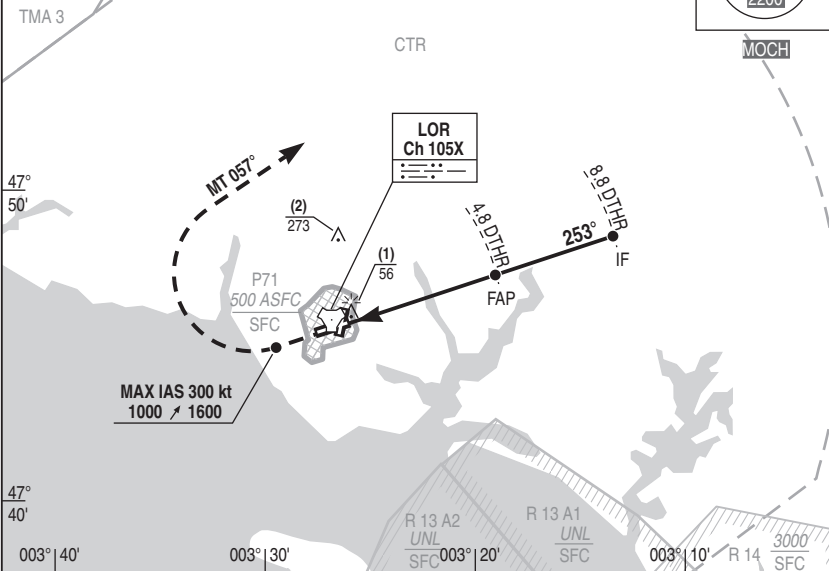 TMA 3
CTR
2200
MOCH
LOR
Ch 105X
MT 057°
47°
50'
(2)
273
(1)
56
4.8 DTHR
8.8 DTHR
253°
IF
FAP
P71
500 ASFC
SFC
MAX IAS 300 kt
1000 ➚ 1600
47°
40'
R 13 A2
UNL
SFC
R 13 A1
UNL
SFC
R 14
3000
SFC
003° 40'
003° 30'
003° 20'
003° 10'